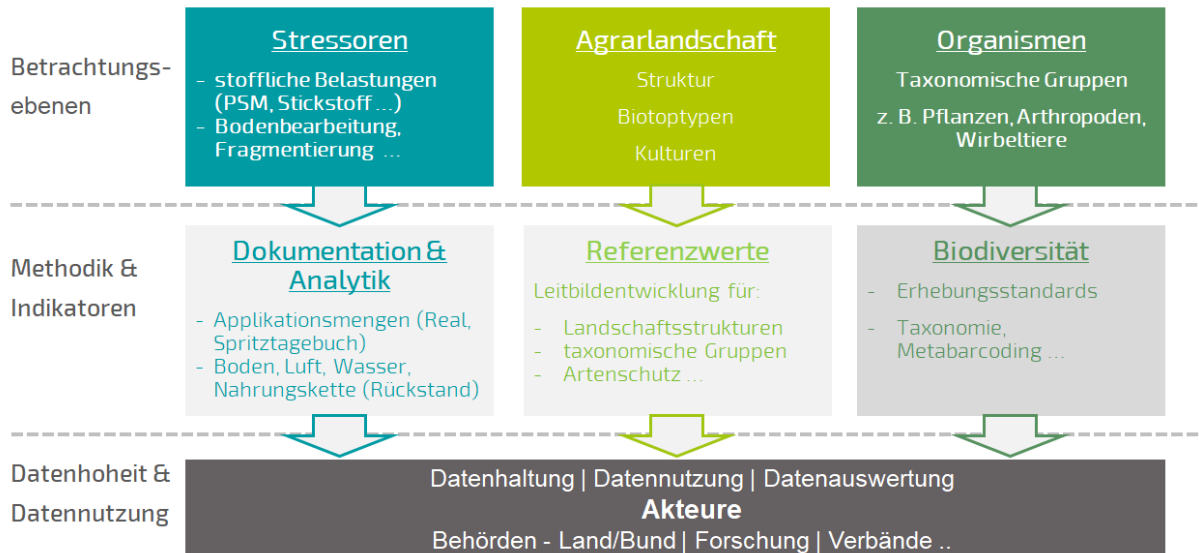 Betrachtungs-
ebenen
Stressoren
- stoffliche Belastungen
(PSM, Stickstoff ...)
- Bodenbearbeitung,
Fragmentierung ...
Agrarlandschaft
Struktur
Biotoptypen
Kulturen
Organismen
Taxonomische Gruppen
z. B. Pflanzen, Arthropoden,
Wirbeltiere
Methodik &
Indikatoren
Dokumentation &
Analytik
- Applikationsmengen (Real,
Spritztagebuch)
- Boden, Luft, Wasser,
Nahrungskette (Rückstand)
Referenzwerte
Leitbildentwicklung für:
- Landschaftsstrukturen
- taxonomische Gruppen
- Artenschutz ...
Biodiversität
- Erhebungsstandards
- Taxonomie,
Metabarcoding ...
Datenhoheit &
Datennutzung
Datenhaltung | Datennutzung | Datenauswertung
Akteure
Behörden - Land/Bund | Forschung | Verbände ..